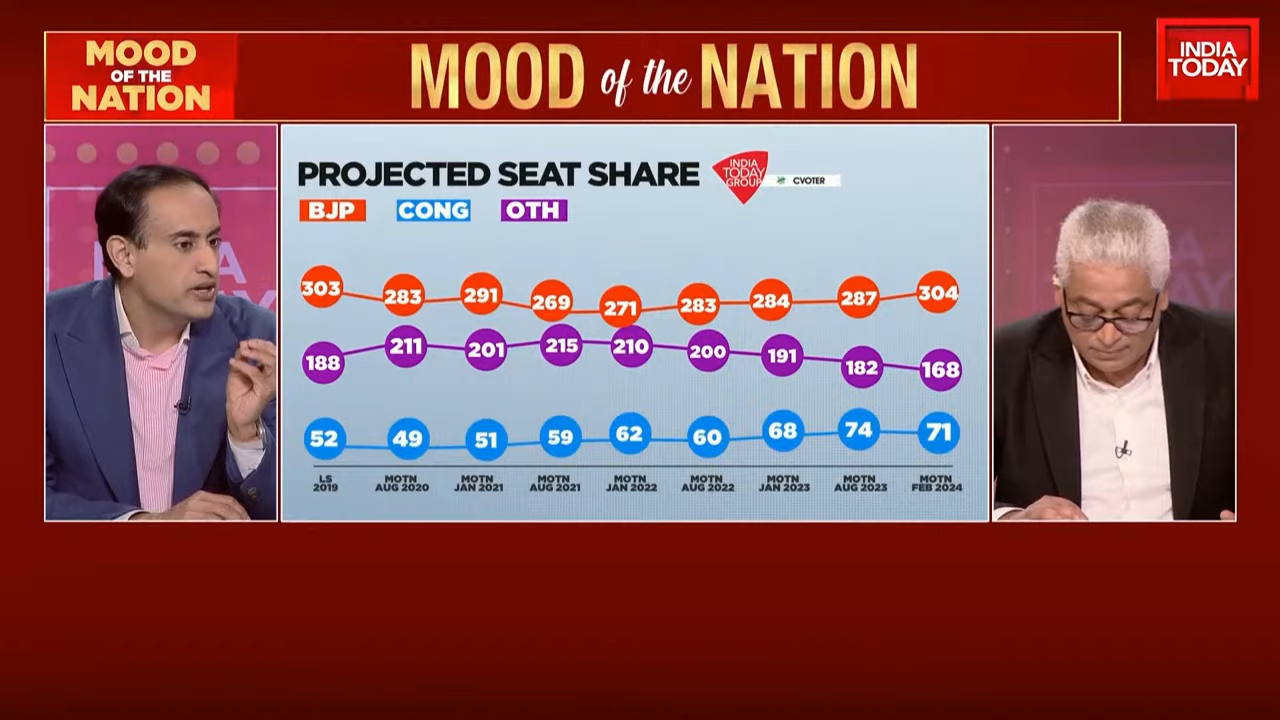 MOOD
OF THE
NATION
MOOD of the NATION
INDIA
TODAY
PROJECTED SEAT SHARE
INDIA
TODAY
GROUP
CVOTER
BJP CONG OTH
303 283 291 269 271 283 284 287 304
188 211 201 215 210 200 191 182 168
52 49 51 59 62 60 68 74 71
LS MOTN MOTN MOTN MOTN MOTN MOTN MOTN MOTN
2019 AUG 2020 JAN 2021 AUG 2021 JAN 2022 AUG 2022 JAN 2023 AUG 2023 FEB 2024